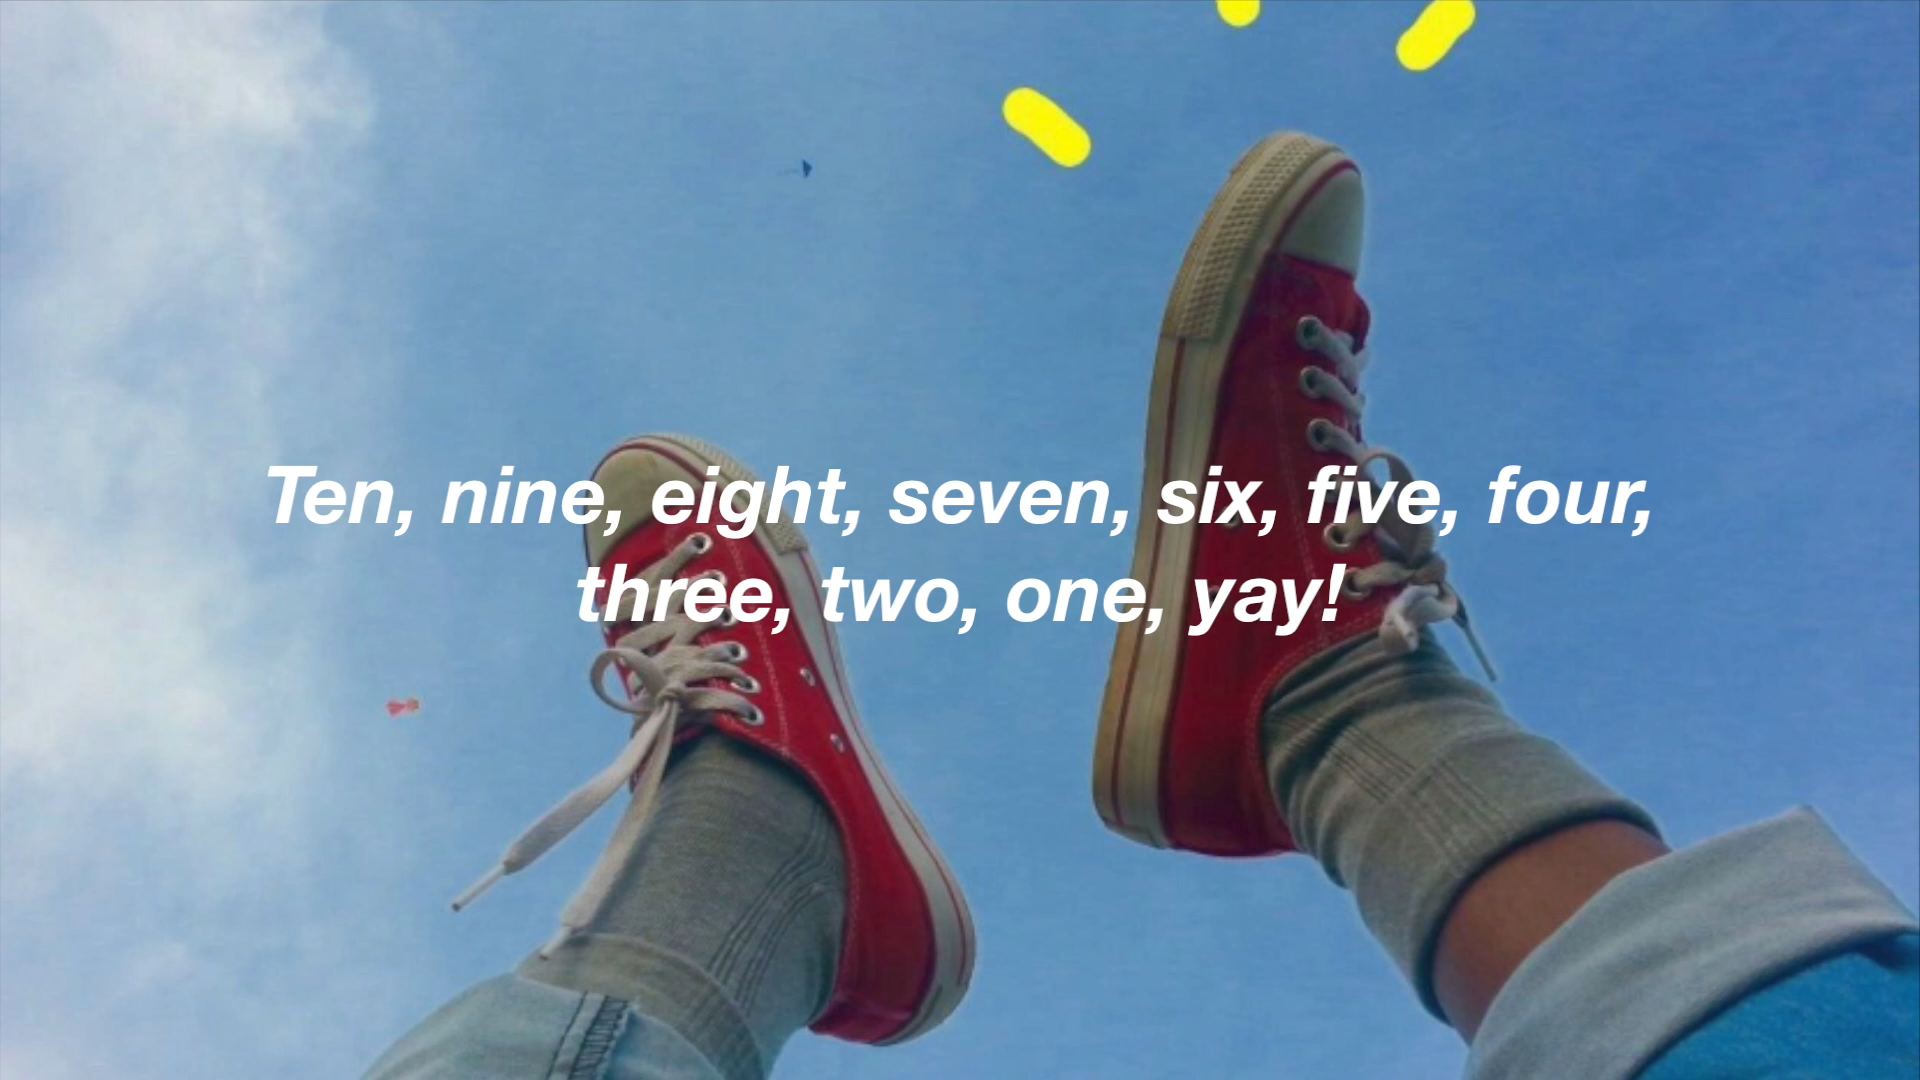 Ten, nine, eight, seven, six, five, four,
three, two, one, yay!